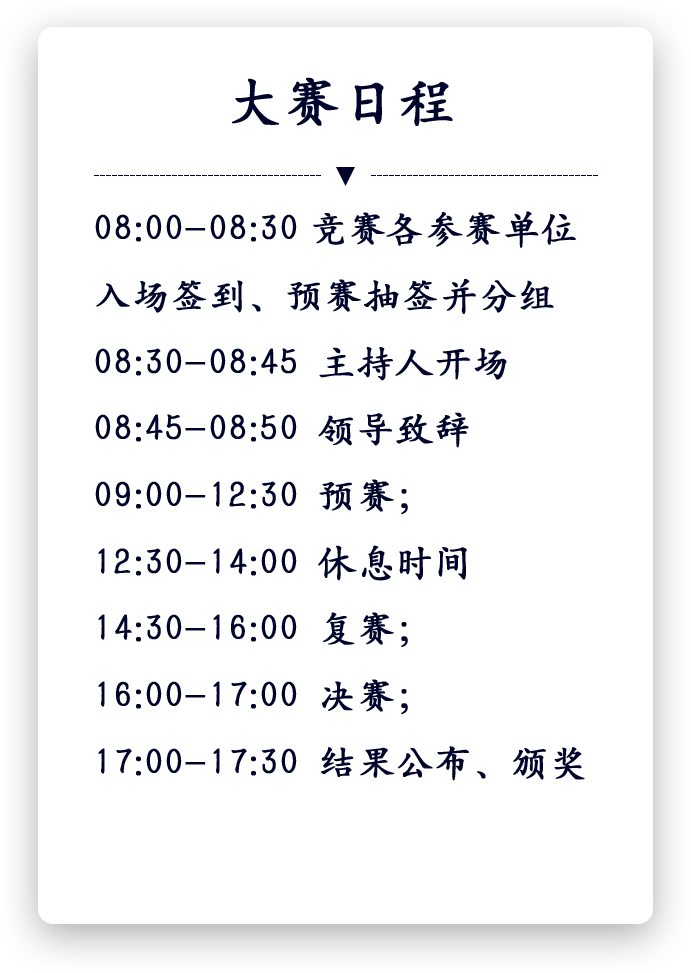 大赛日程
08:00-08:30 竞赛各参赛单位
入场签到、预赛抽签并分组
08:30-08:45 主持人开场
08:45-08:50 领导致辞
09:00-12:30 预赛；
12:30-14:00 休息时间
14:30-16:00 复赛；
16:00-17:00 决赛；
17:00-17:30 结果公布、颁奖